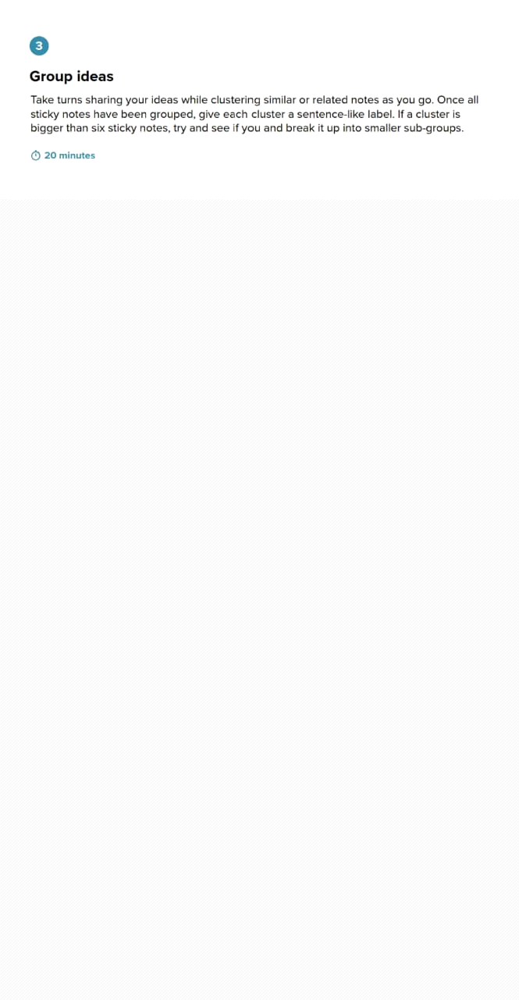 3
Group ideas
Take turns sharing your ideas while clustering similar or related notes as you go. Once all
sticky notes have been grouped, give each cluster a sentence-like label. If a cluster is
bigger than six sticky notes, try and see if you and break it up into smaller sub-groups.
20 minutes